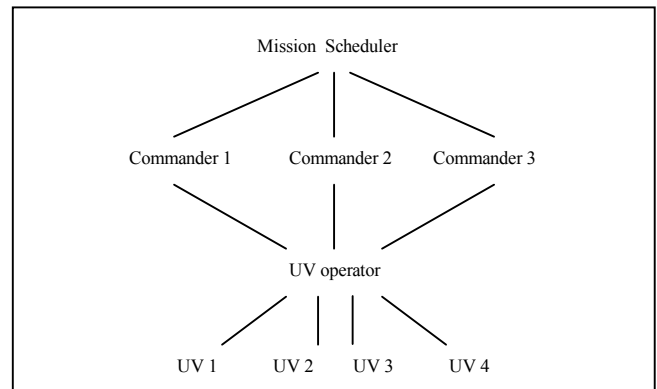 Mission Scheduler
Commander 1 Commander 2 Commander 3
UV operator
UV 1 UV 2 UV 3 UV 4